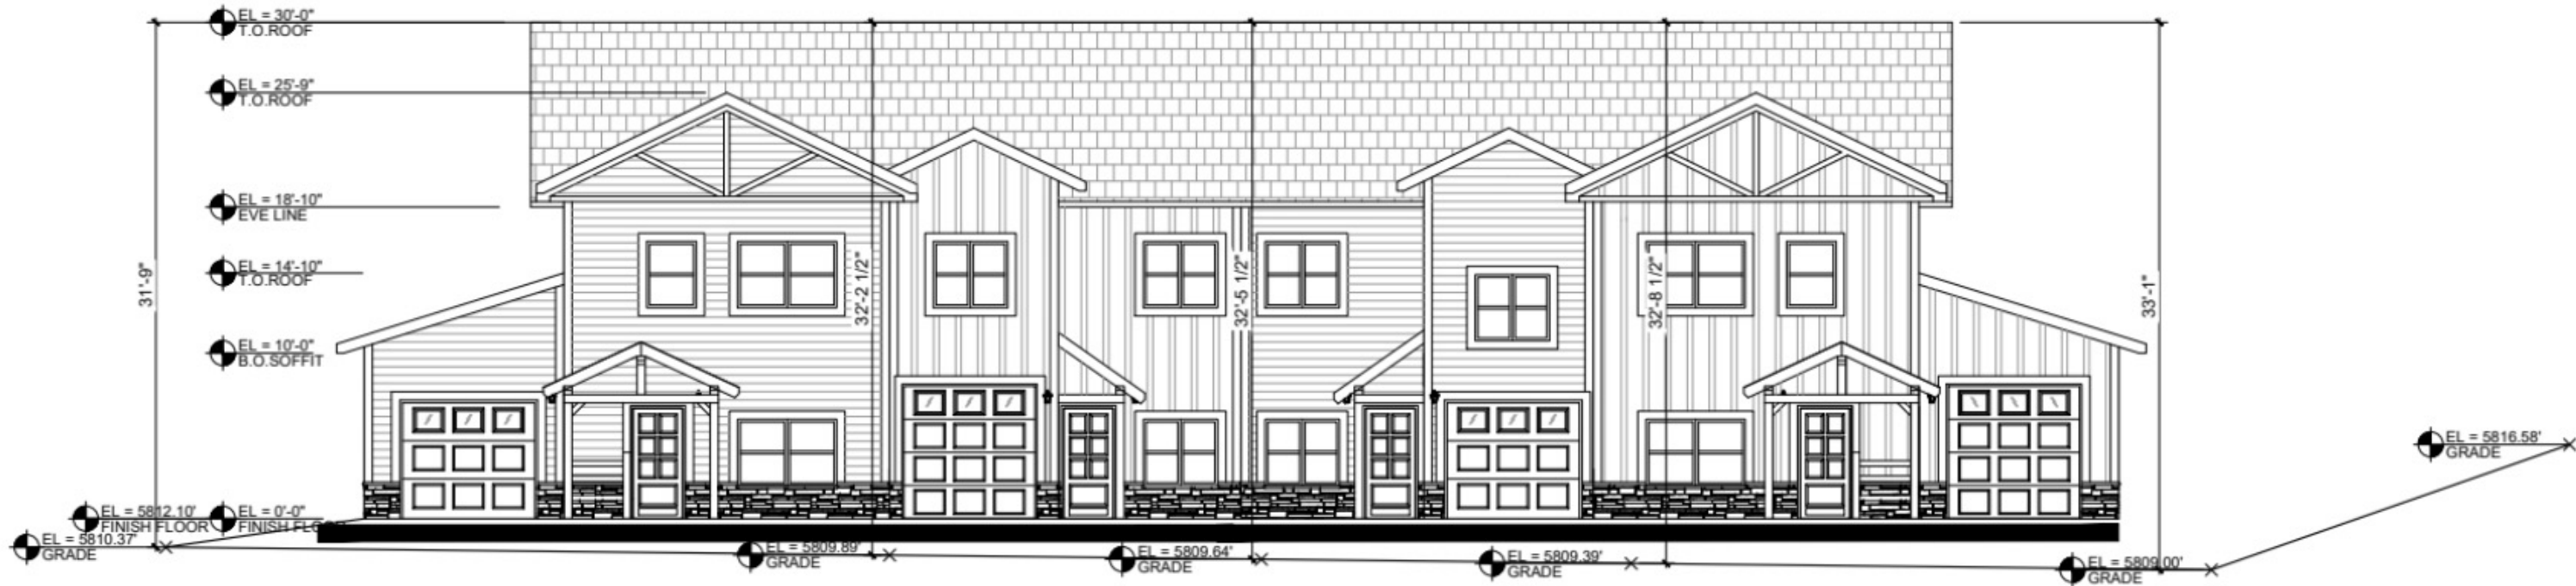 EL = 30'-0"
T.O.ROOF
EL = 25'-9"
T.O.ROOF
EL = 18'-10"
EVE LINE
EL = 14'-10"
T.O.ROOF
EL = 10'-0"
B.O.SOFFIT
31'-9"
32'-2 1/2"
32'-5 1/2"
32'-8 1/2"
33'-1"
EL = 5816.58'
GRADE
EL = 5812.10'
FINISH FLOOR
EL = 0'-0"
FINISH FLOOR
EL = 5810.37'
GRADE
EL = 5809.89'
GRADE
EL = 5809.64'
GRADE
EL = 5809.39'
GRADE
EL = 5809.00'
GRADE